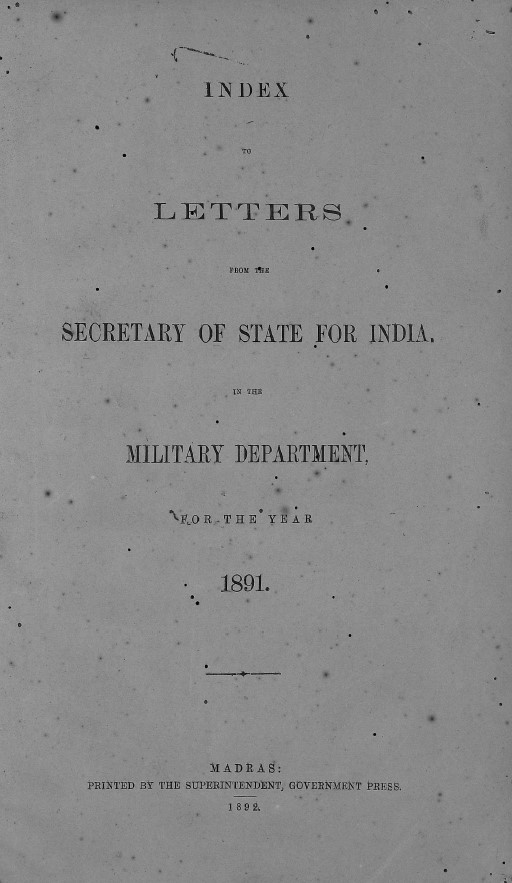 INDEX
TO
LETTERS
FROM THE
SECRETARY OF STATE FOR INDIA,
IN THE
MILITARY DEPARTMENT,
FOR THE YEAR
1891.
MADRAS:
PRINTED BY THE SUPERINTENDENT, GOVERNMENT PRESS.
1892.